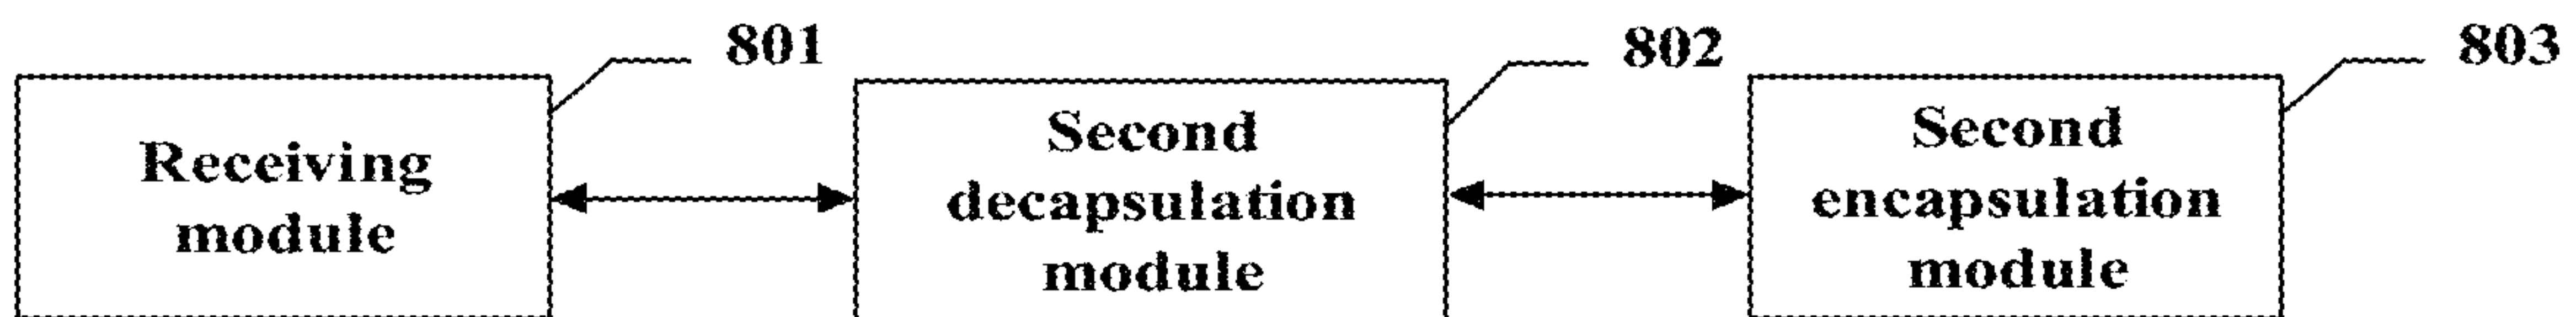 801
802
803
Receiving
module
Second
decapsulation
module
Second
encapsulation
module